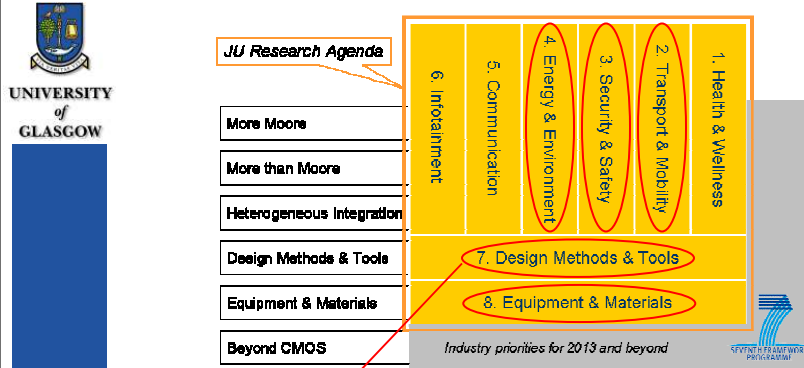 UNIVERSITY
of
GLASGOW
JU Research Agenda
6. Infotainment
5. Communication
4. Energy & Environment
3. Security & Safety
2. Transport & Mobility
1. Health & Wellness
More Moore
More than Moore
Heterogeneous Integration
Design Methods & Tools
7. Design Methods & Tools
Equipment & Materials
8. Equipment & Materials
Beyond CMOS
Industry priorities for 2013 and beyond
SEVENTH FRAMEWORK
PROGRAMME